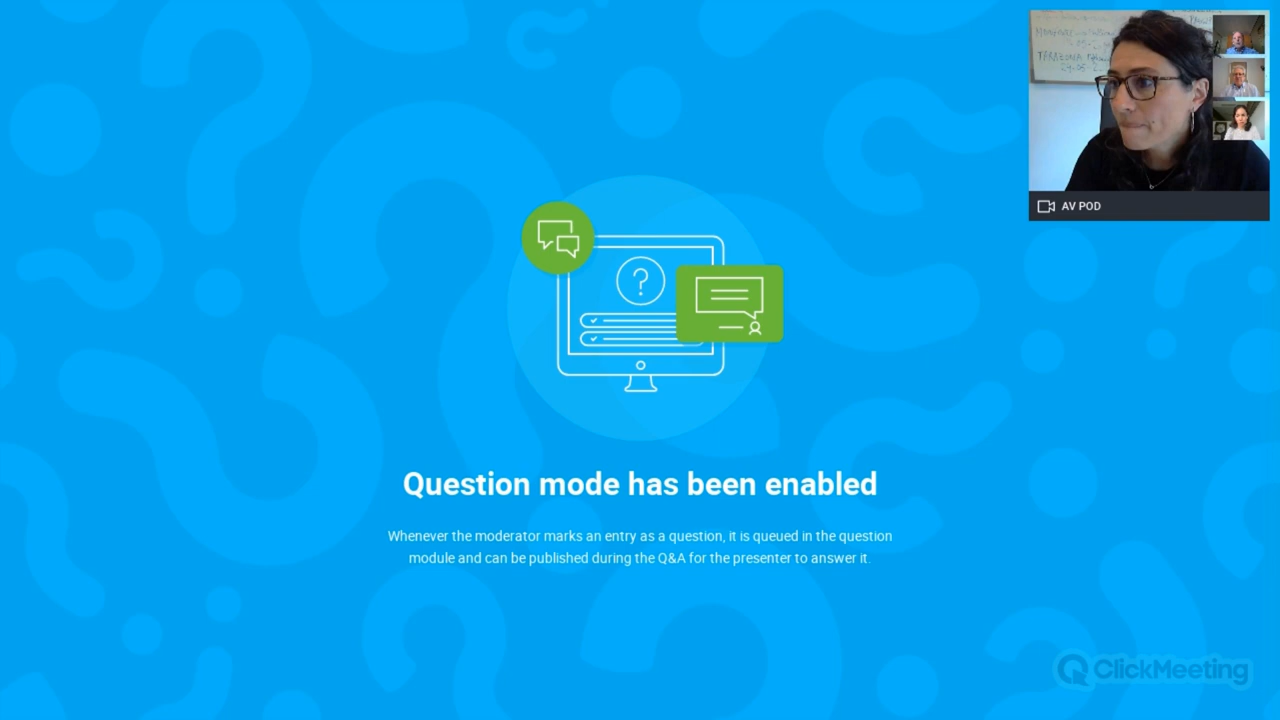 AV POD
Question mode has been enabled
Whenever the moderator marks an entry as a question, it is queued in the question
module and can be published during the Q&A for the presenter to answer it.
ClickMeeting